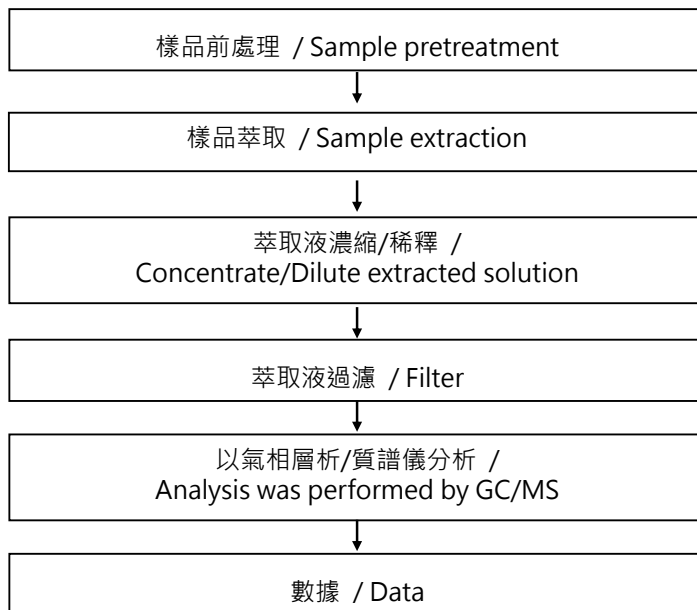 樣品前處理 / Sample pretreatment
樣品萃取 / Sample extraction
萃取液濃縮/稀釋 /
Concentrate/Dilute extracted solution
萃取液過濾 / Filter
以氣相層析/質譜儀分析 /
Analysis was performed by GC/MS
數據 / Data